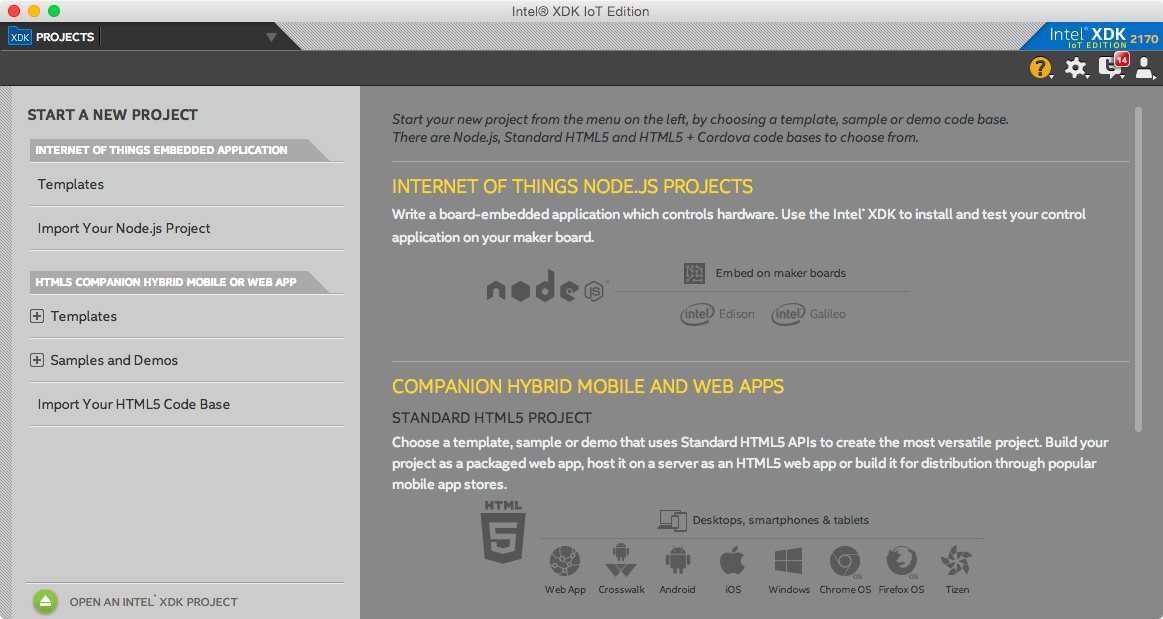 Intel® XDK IoT Edition
XDK PROJECTS
Intel® XDK
IoT EDITION 2170
?
14
START A NEW PROJECT
INTERNET OF THINGS EMBEDDED APPLICATION
Templates
Import Your Node.js Project
HTML5 COMPANION HYBRID MOBILE OR WEB APP
Templates
Samples and Demos
Import Your HTML5 Code Base
OPEN AN INTEL® XDK PROJECT
Start your new project from the menu on the left, by choosing a template, sample or demo code base.
There are Node.js, Standard HTML5 and HTML5 + Cordova code bases to choose from.
INTERNET OF THINGS NODE.JS PROJECTS
Write a board-embedded application which controls hardware. Use the Intel® XDK to install and test your control
application on your maker board.
node JS™
Embed on maker boards
intel Edison intel Galileo
COMPANION HYBRID MOBILE AND WEB APPS
STANDARD HTML5 PROJECT
Choose a template, sample or demo that uses Standard HTML5 APIs to create the most versatile project. Build your
project as a packaged web app, host it on a server as an HTML5 web app or build it for distribution through popular
mobile app stores.
HTML
5
Desktops, smartphones & tablets
OS OS
Web App Crosswalk Android iOS Windows Chrome OS Firefox OS Tizen